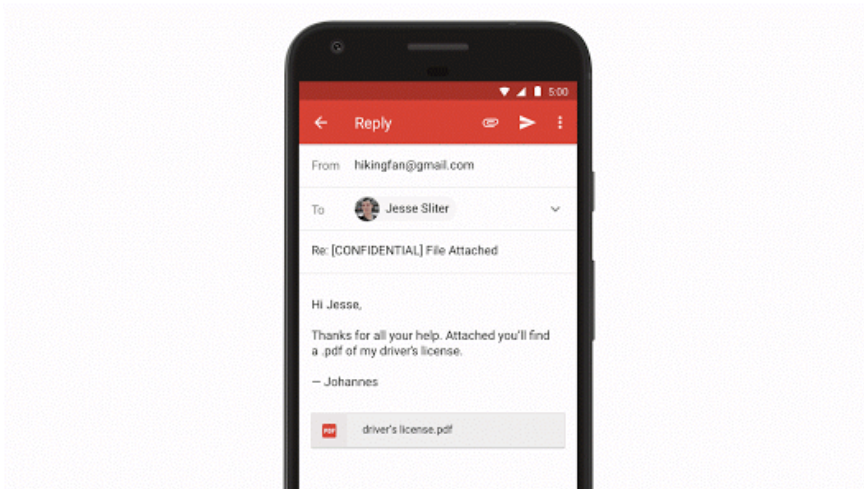 5:00
Reply
From hikingfan@gmail.com
To Jesse Sliter
Re: [CONFIDENTIAL] File Attached
Hi Jesse,
Thanks for all your help. Attached you'll find
a .pdf of my driver's license.
— Johannes
PDF driver's license.pdf